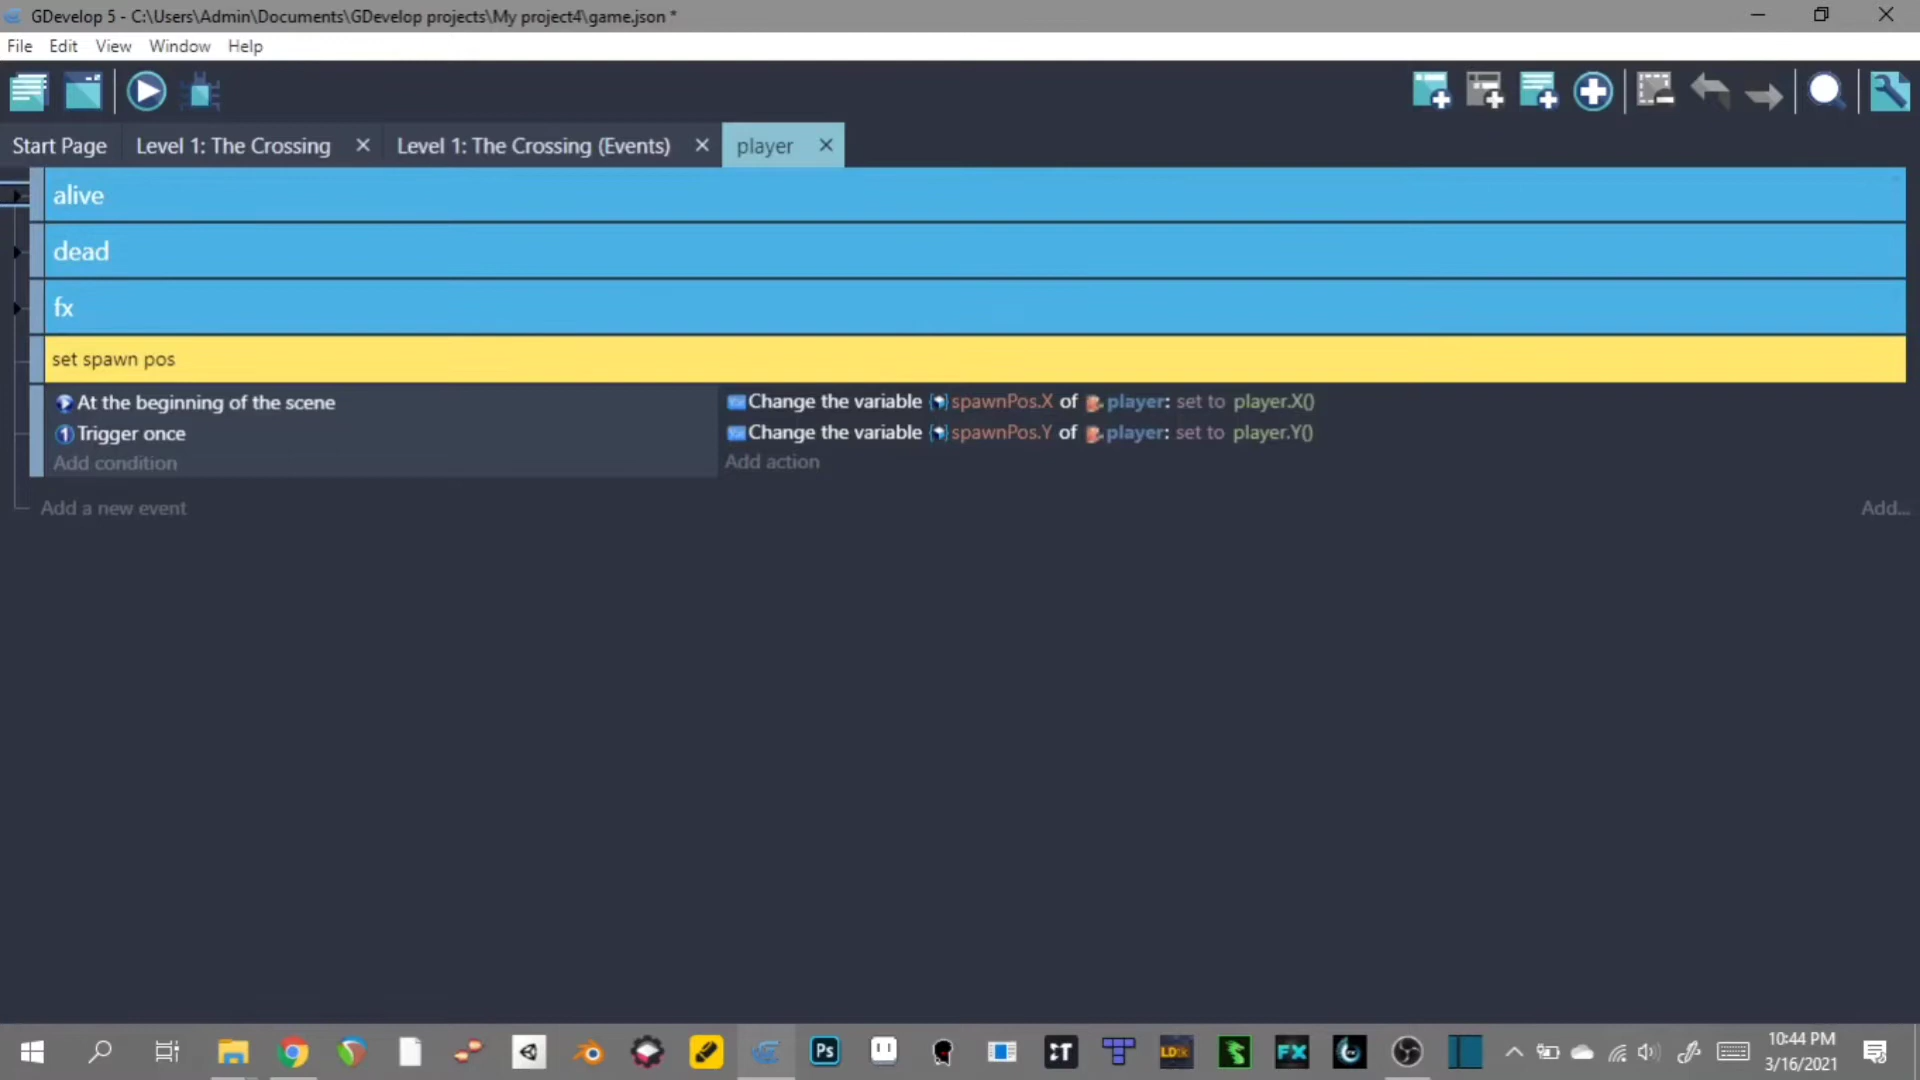 GDevelop 5 - C:\Users\Admin\Documents\GDevelop projects\My project4\game.json *
File Edit View Window Help
Start Page Level 1: The Crossing Level 1: The Crossing (Events) player
alive
dead
fx
set spawn pos
At the beginning of the scene
Trigger once
Add condition
Change the variable spawnPos.X of player: set to player.X()
Change the variable spawnPos.Y of player: set to player.Y()
Add action
Add a new event Add...
Ps
LDtk
FX
10:44 PM
3/16/2021